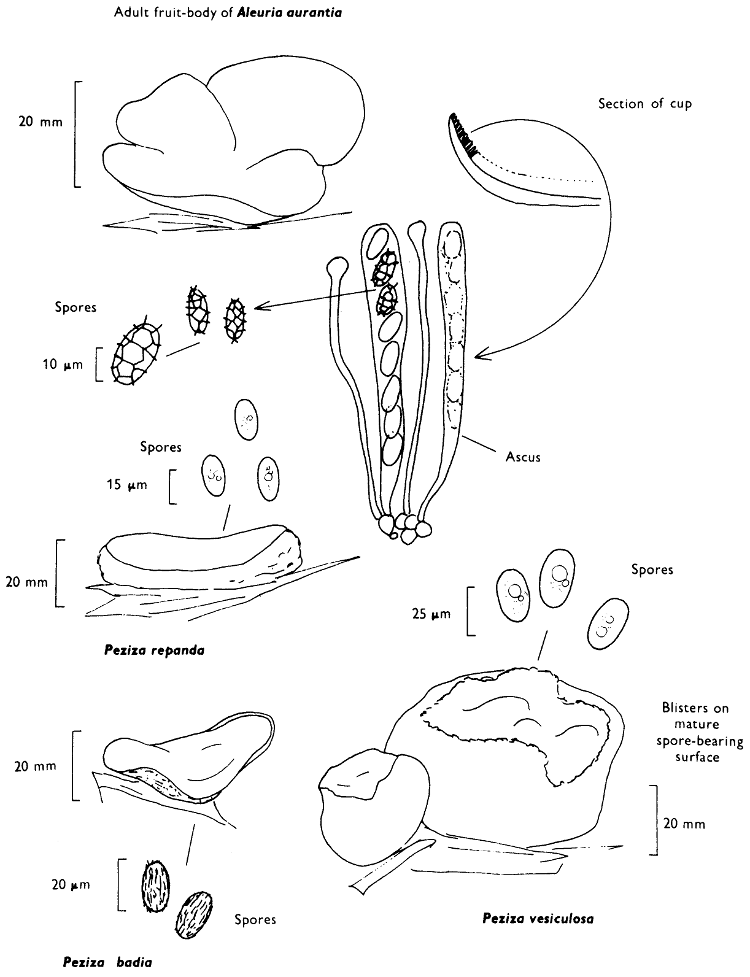 Adult fruit-body of Aleuria aurantia
20 mm
Section of cup
Spores
10 μm
Spores
15 μm
Ascus
20 mm
Spores
25 μm
Peziza repanda
Blisters on
mature
spore-bearing
surface
20 mm
20 mm
20 μm
Spores
Peziza vesiculosa
Peziza badia